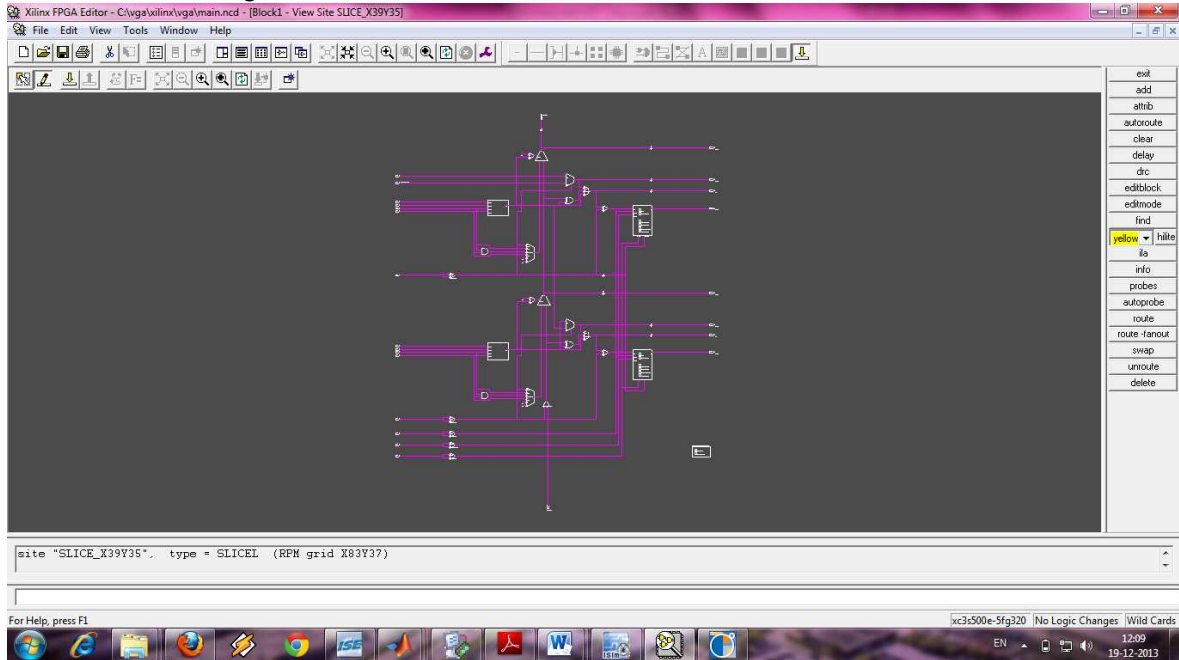 Xilinx FPGA Editor - C:\vga\xilinx\vga\main.ncd - [Block1 - View Site SLICE_X39Y35]
File Edit View Tools Window Help
exit
add
attrib
autoroute
clear
delay
drc
editblock
editmode
find
yellow hilite
ila
info
probes
autoprobe
route
route -fanout
swap
unroute
delete
site "SLICE_X39Y35", type = SLICEL (RPM grid X83Y37)
For Help, press F1
xc3s500e-5fg320 No Logic Changes Wild Cards
ISE
W
ISim
EN
12:09
19-12-2013